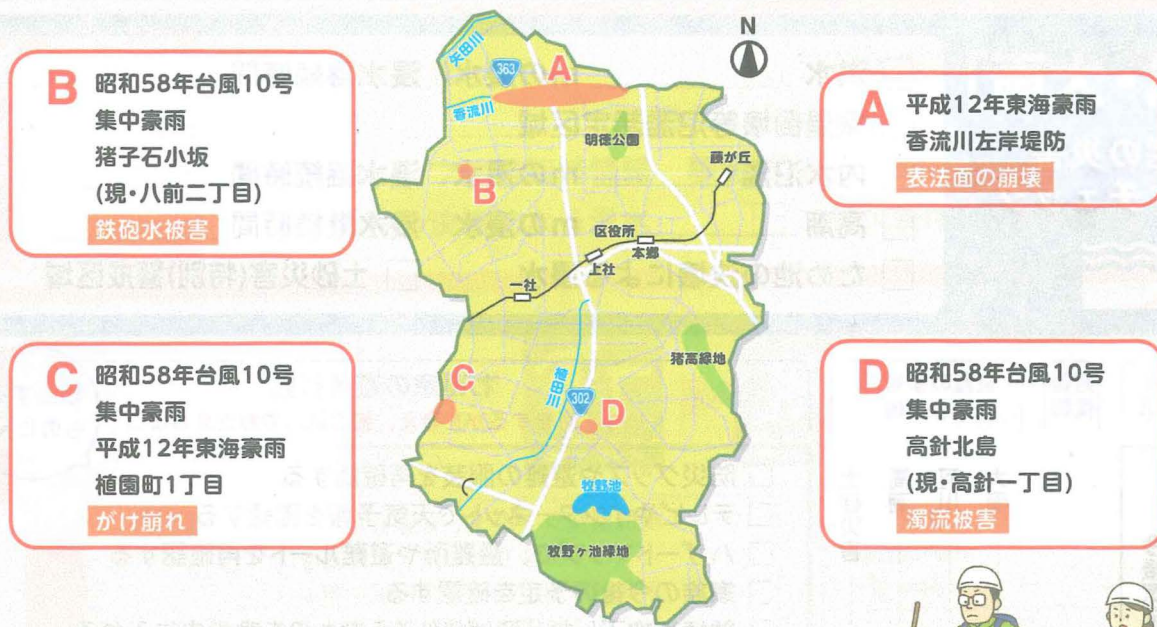 B
昭和58年台風10号
集中豪雨
猪子石小坂
(現・八前二丁目)
鉄砲水被害
C
昭和58年台風10号
集中豪雨
平成12年東海豪雨
植園町1丁目
がけ崩れ
矢田川
363
A
香流川
明徳公園
藤が丘
B
区役所
本郷
上社
一社
猪高緑地
植田川
C
302
D
牧野池
牧野ヶ池緑地
N
A
平成12年東海豪雨
香流川左岸堤防
表法面の崩壊
D
昭和58年台風10号
集中豪雨
高針北島
(現・高針一丁目)
濁流被害